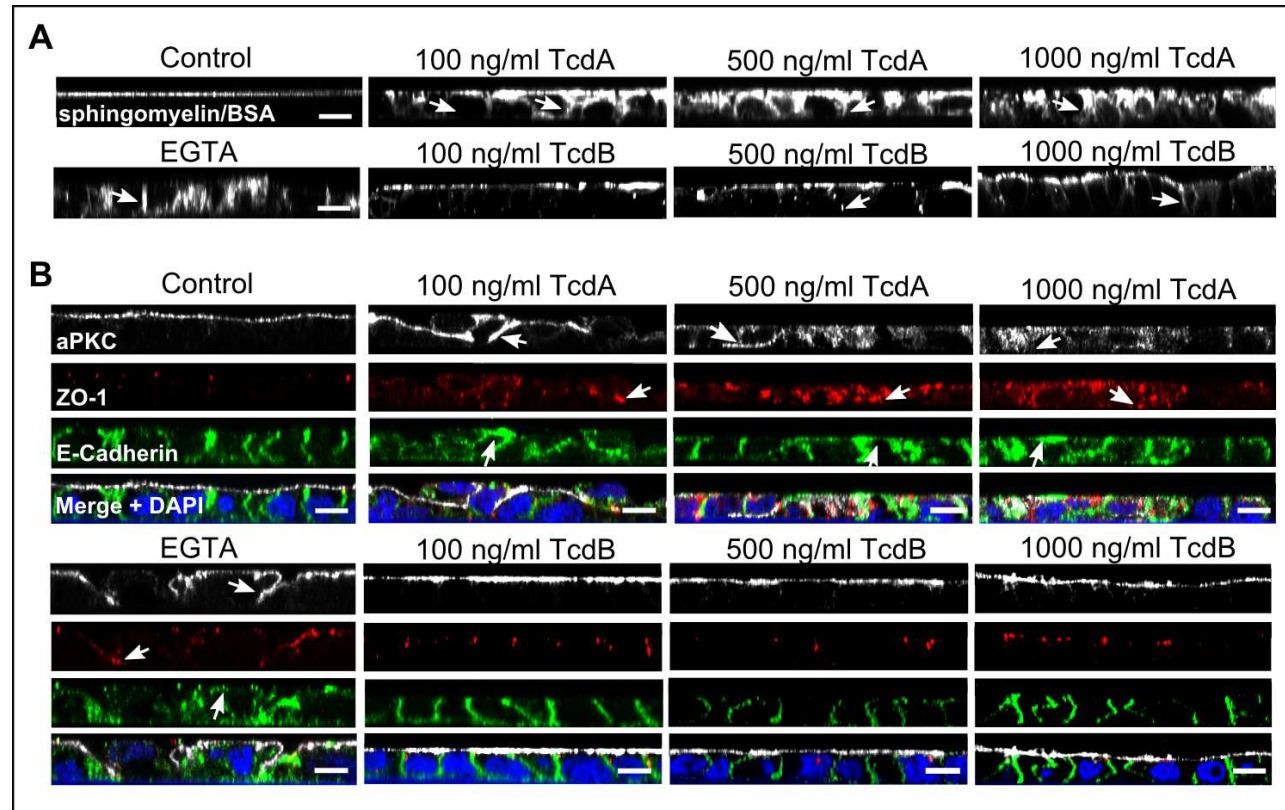 A
Control
100 ng/ml TcdA
500 ng/ml TcdA
1000 ng/ml TcdA
sphingomyelin/BSA
EGTA
100 ng/ml TcdB
500 ng/ml TcdB
1000 ng/ml TcdB
B
Control
100 ng/ml TcdA
500 ng/ml TcdA
1000 ng/ml TcdA
aPKC
ZO-1
E-Cadherin
Merge + DAPI
EGTA
100 ng/ml TcdB
500 ng/ml TcdB
1000 ng/ml TcdB